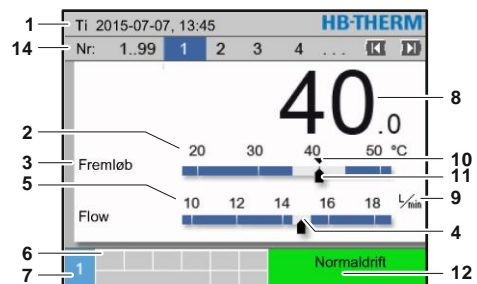 1 Ti 2015-07-07, 13:45 HB-THERM
14 Nr: 1..99 1 2 3 4 ...
40.0 8
2 20 30 40 50 °C
3 Fremløb 10
11
5 10 12 14 16 18 L/min 9
Flow 4
6
7 1 Normaldrift 12